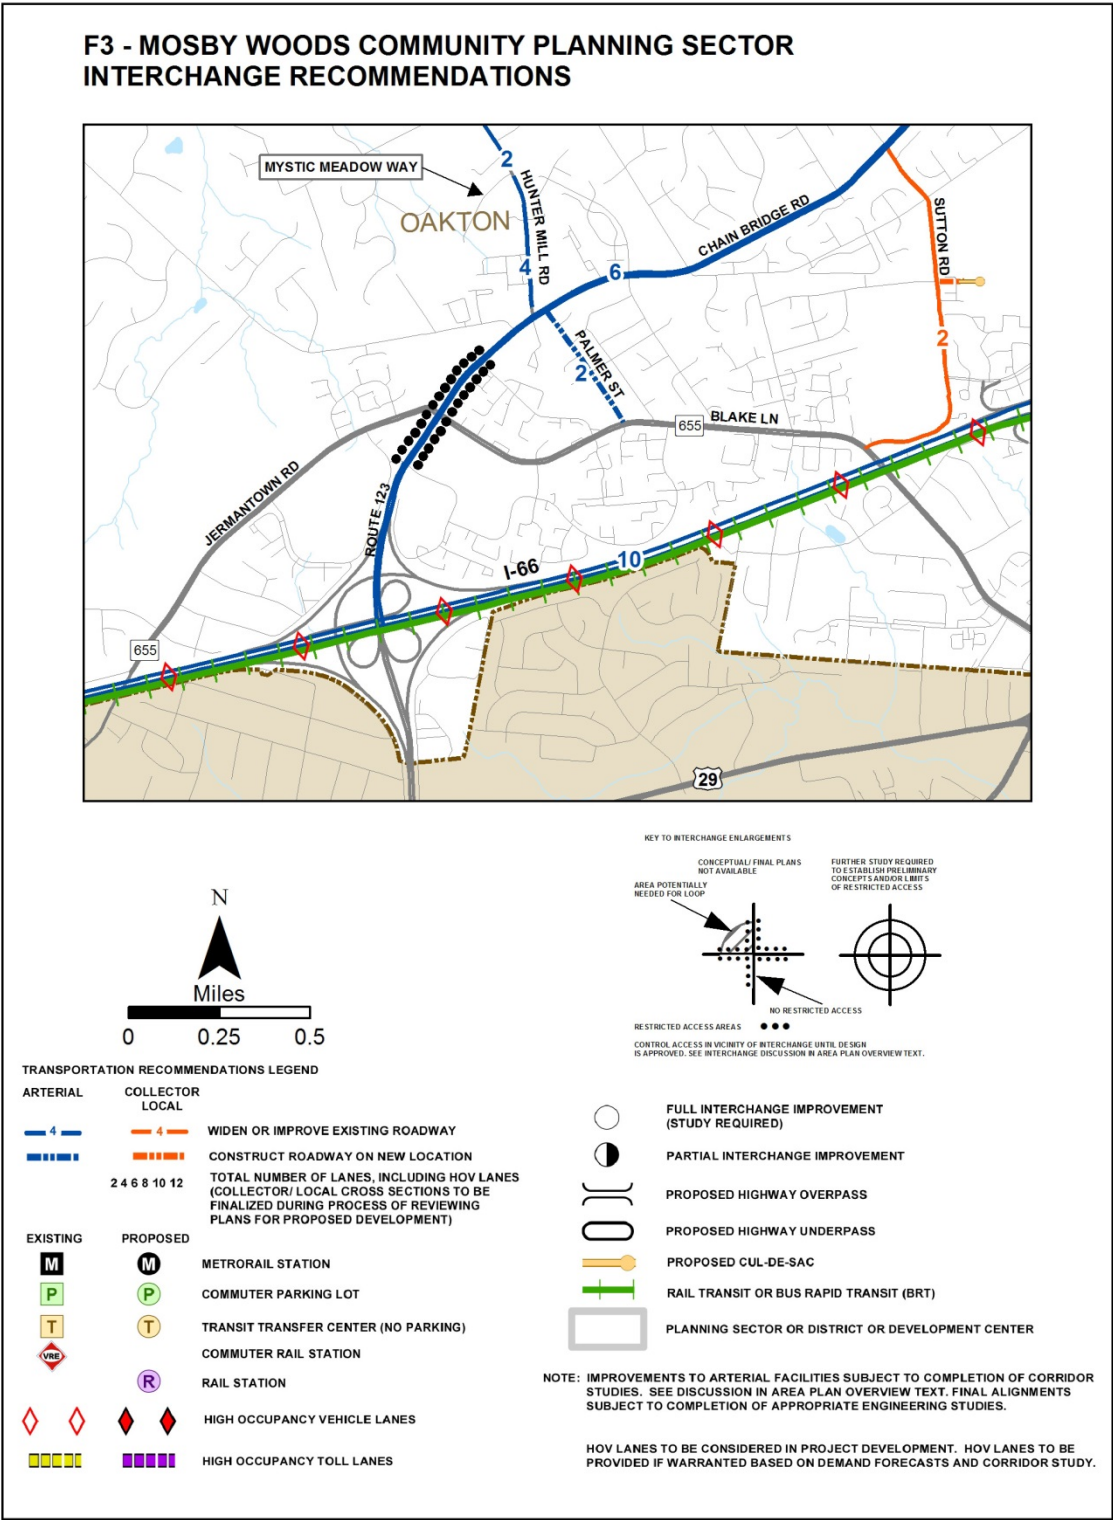 F3 - MOSBY WOODS COMMUNITY PLANNING SECTOR
INTERCHANGE RECOMMENDATIONS
MYSTIC MEADOW WAY
2
HUNTER MILL RD
OAKTON
4
6
CHAIN BRIDGE RD
SUTTON RD
2
PALMER ST
2
655
BLAKE LN
JERMANTOWN RD
ROUTE 123
I-66
10
655
29
N
Miles
0 0.25 0.5
KEY TO INTERCHANGE ENLARGEMENTS
CONCEPTUAL/ FINAL PLANS
NOT AVAILABLE
AREA POTENTIALLY
NEEDED FOR LOOP
FURTHER STUDY REQUIRED
TO ESTABLISH PRELIMINARY
CONCEPTS AND/OR LIMITS
OF RESTRICTED ACCESS
NO RESTRICTED ACCESS
RESTRICTED ACCESS AREAS
CONTROL ACCESS IN VICINITY OF INTERCHANGE UNTIL DESIGN
IS APPROVED. SEE INTERCHANGE DISCUSSION IN AREA PLAN OVERVIEW TEXT.
TRANSPORTATION RECOMMENDATIONS LEGEND
ARTERIAL
COLLECTOR
LOCAL
4 4 WIDEN OR IMPROVE EXISTING ROADWAY
CONSTRUCT ROADWAY ON NEW LOCATION
2 4 6 8 10 12 TOTAL NUMBER OF LANES, INCLUDING HOV LANES
(COLLECTOR/ LOCAL CROSS SECTIONS TO BE
FINALIZED DURING PROCESS OF REVIEWING
PLANS FOR PROPOSED DEVELOPMENT)
EXISTING PROPOSED
M M METRORAIL STATION
P P COMMUTER PARKING LOT
T T TRANSIT TRANSFER CENTER (NO PARKING)
VRE COMMUTER RAIL STATION
R RAIL STATION
HIGH OCCUPANCY VEHICLE LANES
HIGH OCCUPANCY TOLL LANES
FULL INTERCHANGE IMPROVEMENT
(STUDY REQUIRED)
PARTIAL INTERCHANGE IMPROVEMENT
PROPOSED HIGHWAY OVERPASS
PROPOSED HIGHWAY UNDERPASS
PROPOSED CUL-DE-SAC
RAIL TRANSIT OR BUS RAPID TRANSIT (BRT)
PLANNING SECTOR OR DISTRICT OR DEVELOPMENT CENTER
NOTE: IMPROVEMENTS TO ARTERIAL FACILITIES SUBJECT TO COMPLETION OF CORRIDOR
STUDIES. SEE DISCUSSION IN AREA PLAN OVERVIEW TEXT. FINAL ALIGNMENTS
SUBJECT TO COMPLETION OF APPROPRIATE ENGINEERING STUDIES.
HOV LANES TO BE CONSIDERED IN PROJECT DEVELOPMENT. HOV LANES TO BE
PROVIDED IF WARRANTED BASED ON DEMAND FORECASTS AND CORRIDOR STUDY.